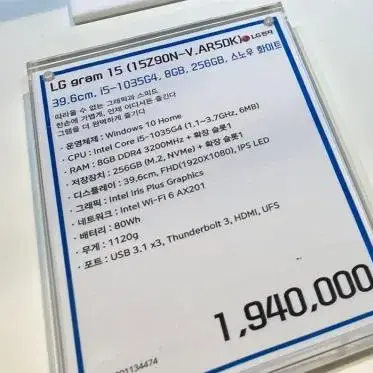 LG gram 15 (15Z90N-V.AR5DK) LG전자
39.6cm, i5-1035G4, 8GB, 256GB, 스노우 화이트
따라올 수 없는 그래픽과 스피드
한손에 가볍게, 언제 어디서든 즐긴다
그램을 더 완벽하게 즐기다
· 운영체제 : Windows 10 Home
· CPU : Intel Core i5-1035G4 (1.1~3.7GHz, 6MB)
· RAM : 8GB DDR4 3200MHz + 확장 슬롯1
· 저장장치 : 256GB (M.2, NVMe) + 확장 슬롯1
· 디스플레이 : 39.6cm, FHD(1920X1080), IPS LED
· 그래픽 : Intel Iris Plus Graphics
· 네트워크 : Intel Wi-Fi 6 AX201
· 배터리 : 80Wh
· 무게 : 1120g
· 포트 : USB 3.1 x3, Thunderbolt 3, HDMI, UFS
1,940,000